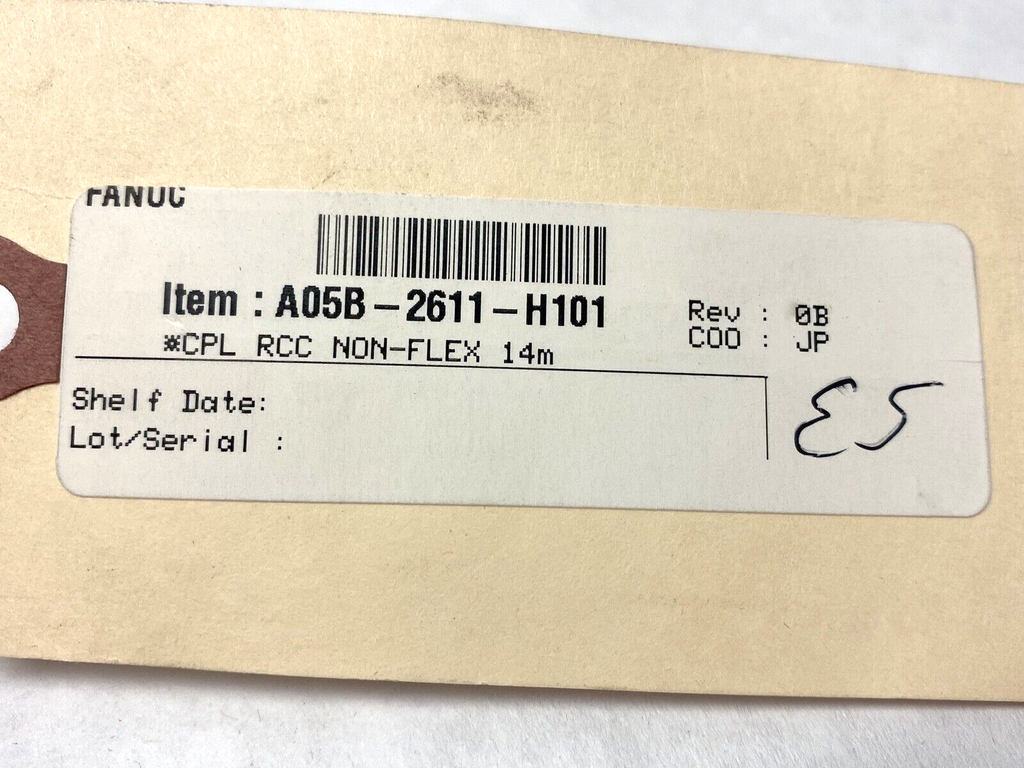 FANUC
Item : A05B-2611-H101
*CPL RCC NON-FLEX 14m
Rev : 0B
COO : JP
Shelf Date:
Lot/Serial :
E5